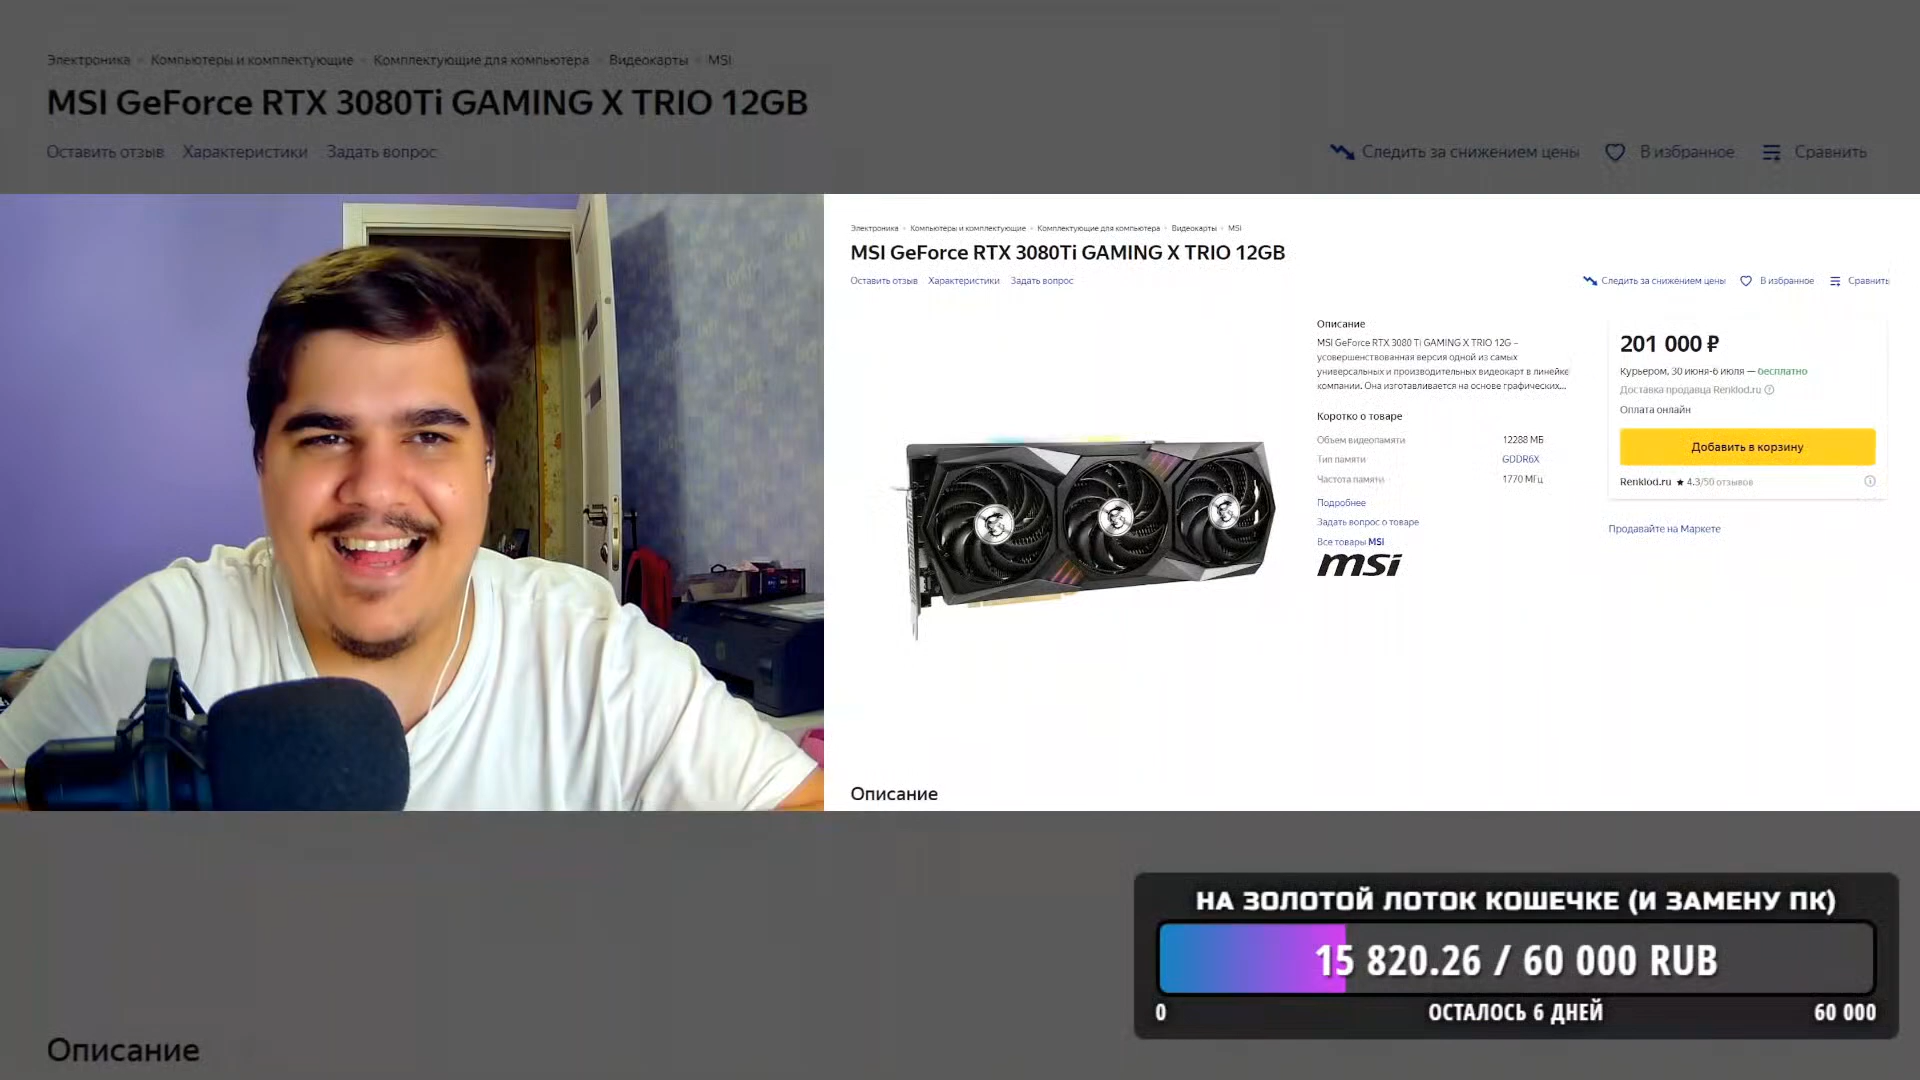 Электроника • Компьютеры и комплектующие • Комплектующие для компьютера • Видеокарты • MSI
MSI GeForce RTX 3080Ti GAMING X TRIO 12GB
Оставить отзыв Характеристики Задать вопрос
Следить за снижением цены В избранное Сравнить
Электроника • Компьютеры и комплектующие • Комплектующие для компьютера • Видеокарты • MSI
MSI GeForce RTX 3080Ti GAMING X TRIO 12GB
Оставить отзыв Характеристики Задать вопрос
Следить за снижением цены В избранное Сравнить
Описание
MSI GeForce RTX 3080 Ti GAMING X TRIO 12G –
усовершенствованная версия одной из самых
универсальных и производительных видеокарт в линейке
компании. Она изготавливается на основе графических...
Коротко о товаре
Объем видеопамяти 12288 МБ
Тип памяти GDDR6X
Частота памяти 1770 МГц
Подробнее
Задать вопрос о товаре
Все товары MSI
msi
201 000 ₽
Курьером, 30 июня-6 июля — бесплатно
Доставка продавца Renklod.ru
Оплата онлайн
Добавить в корзину
Renklod.ru ★ 4.3/50 отзывов
Продавайте на Маркете
Описание
НА ЗОЛОТОЙ ЛОТОК КОШЕЧКЕ (И ЗАМЕНУ ПК)
15 820.26 / 60 000 RUB
0 ОСТАЛОСЬ 6 ДНЕЙ 60 000
Описание